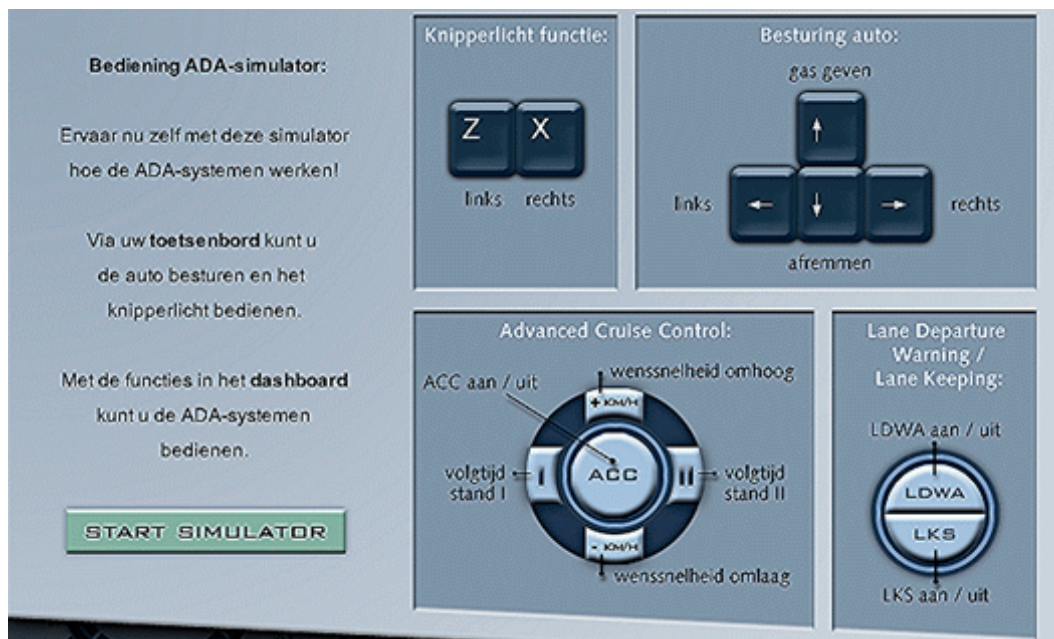 Bediening ADA-simulator:
Ervaar nu zelf met deze simulator
hoe de ADA-systemen werken!
Via uw toetsenbord kunt u
de auto besturen en het
knipperlicht bedienen.
Met de functies in het dashboard
kunt u de ADA-systemen
bedienen.
START SIMULATOR
Knipperlicht functie:
Z X
links rechts
Besturing auto:
gas geven
↑
links ← ↓ → rechts
afremmen
Advanced Cruise Control:
wenssnelheid omhoog
ACC aan / uit
+ KM/H
volgtijd
stand I
I ACC II
volgtijd
stand II
- KM/H
wenssnelheid omlaag
Lane Departure
Warning /
Lane Keeping:
LDWA aan / uit
LDWA
LKS
LKS aan / uit